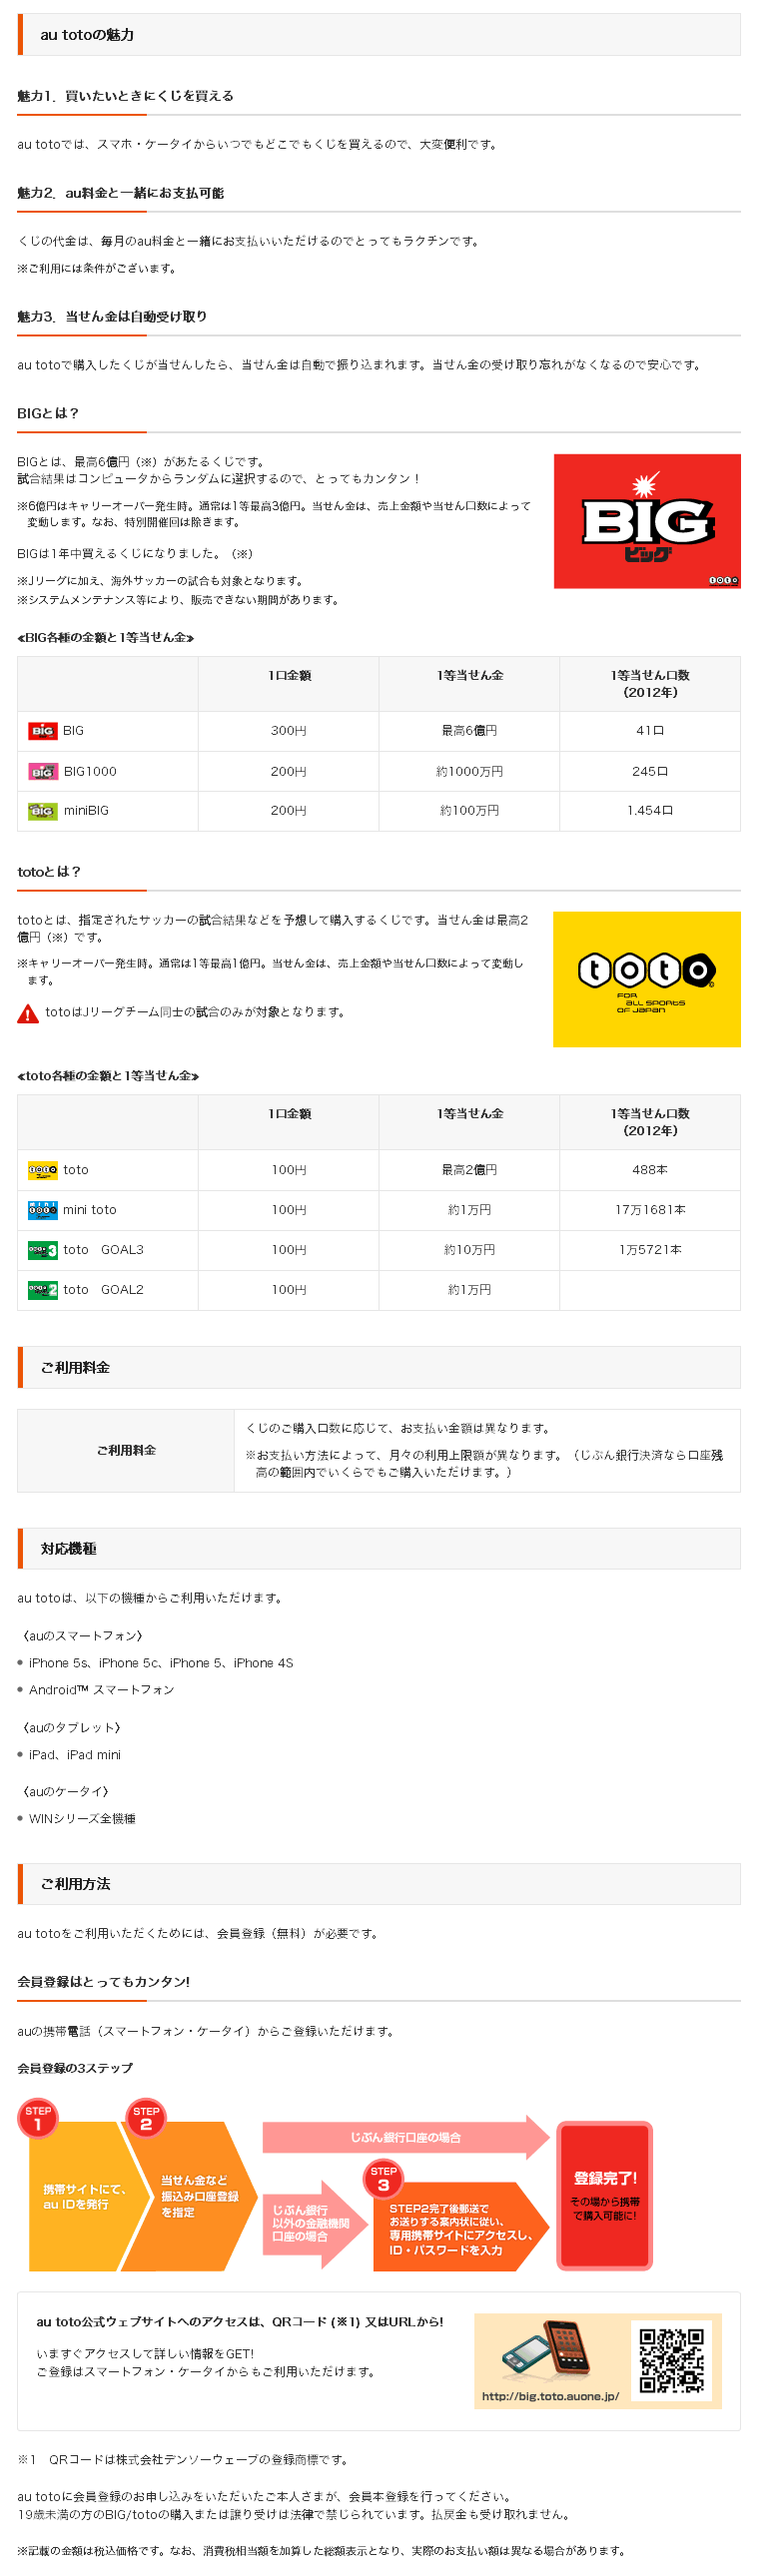 au totoの魅力
魅力1．買いたいときにくじを買える
au totoでは、スマホ・ケータイからいつでもどこでもくじを買えるので、大変便利です。
魅力2．au料金と一緒にお支払可能
くじの代金は、毎月のau料金と一緒にお支払いいただけるのでとってもラクチンです。
※ご利用には条件がございます。
魅力3．当せん金は自動受け取り
au totoで購入したくじが当せんしたら、当せん金は自動で振り込まれます。当せん金の受け取り忘れがなくなるので安心です。
BIGとは？
BIGとは、最高6億円（※）があたるくじです。
試合結果はコンピュータからランダムに選択するので、とってもカンタン！
※6億円はキャリーオーバー発生時。通常は1等最高3億円。当せん金は、売上金額や当せん口数によって
変動します。なお、特別開催回は除きます。
BIGは1年中買えるくじになりました。（※）
※Jリーグに加え、海外サッカーの試合も対象となります。
※システムメンテナンス等により、販売できない期間があります。
BIG
ビッグ
toto
≪BIG各種の金額と1等当せん金≫
1口金額 1等当せん金 1等当せん口数
（2012年）
BIG BIG 300円 最高6億円 41口
BIG BIG1000 200円 約1000万円 245口
BIG miniBIG 200円 約100万円 1,454口
totoとは？
totoとは、指定されたサッカーの試合結果などを予想して購入するくじです。当せん金は最高2
億円（※）です。
※キャリーオーバー発生時。通常は1等最高1億円。当せん金は、売上金額や当せん口数によって変動し
ます。
totoはJリーグチーム同士の試合のみが対象となります。
toto
FOR
ALL SPORTS
OF JAPAN
≪toto各種の金額と1等当せん金≫
1口金額 1等当せん金 1等当せん口数
（2012年）
toto toto 100円 最高2億円 488本
mini toto mini toto 100円 約1万円 17万1681本
toto 3 toto　GOAL3 100円 約10万円 1万5721本
toto 2 toto　GOAL2 100円 約1万円
ご利用料金
ご利用料金
くじのご購入口数に応じて、お支払い金額は異なります。
※お支払い方法によって、月々の利用上限額が異なります。（じぶん銀行決済なら口座残
高の範囲内でいくらでもご購入いただけます。）
対応機種
au totoは、以下の機種からご利用いただけます。
〈auのスマートフォン〉
● iPhone 5s、iPhone 5c、iPhone 5、iPhone 4S
● Android™ スマートフォン
〈auのタブレット〉
● iPad、iPad mini
〈auのケータイ〉
● WINシリーズ全機種
ご利用方法
au totoをご利用いただくためには、会員登録（無料）が必要です。
会員登録はとってもカンタン!
auの携帯電話（スマートフォン・ケータイ）からご登録いただけます。
会員登録の3ステップ
STEP
1
携帯サイトにて、
au IDを発行
STEP
2
当せん金など
振込み口座登録
を指定
じぶん銀行口座の場合
じぶん銀行
以外の金融機関
口座の場合
STEP
3
STEP2完了後郵送で
お送りする案内状に従い、
専用携帯サイトにアクセスし、
ID・パスワードを入力
登録完了!
その場から携帯
で購入可能に!
au toto公式ウェブサイトへのアクセスは、QRコード (※1) 又はURLから!
いますぐアクセスして詳しい情報をGET!
ご登録はスマートフォン・ケータイからもご利用いただけます。
http://big.toto.auone.jp/
※1　QRコードは株式会社デンソーウェーブの登録商標です。
au totoに会員登録のお申し込みをいただいたご本人さまが、会員本登録を行ってください。
19歳未満の方のBIG/totoの購入または譲り受けは法律で禁じられています。払戻金も受け取れません。
※記載の金額は税込価格です。なお、消費税相当額を加算した総額表示となり、実際のお支払い額は異なる場合があります。